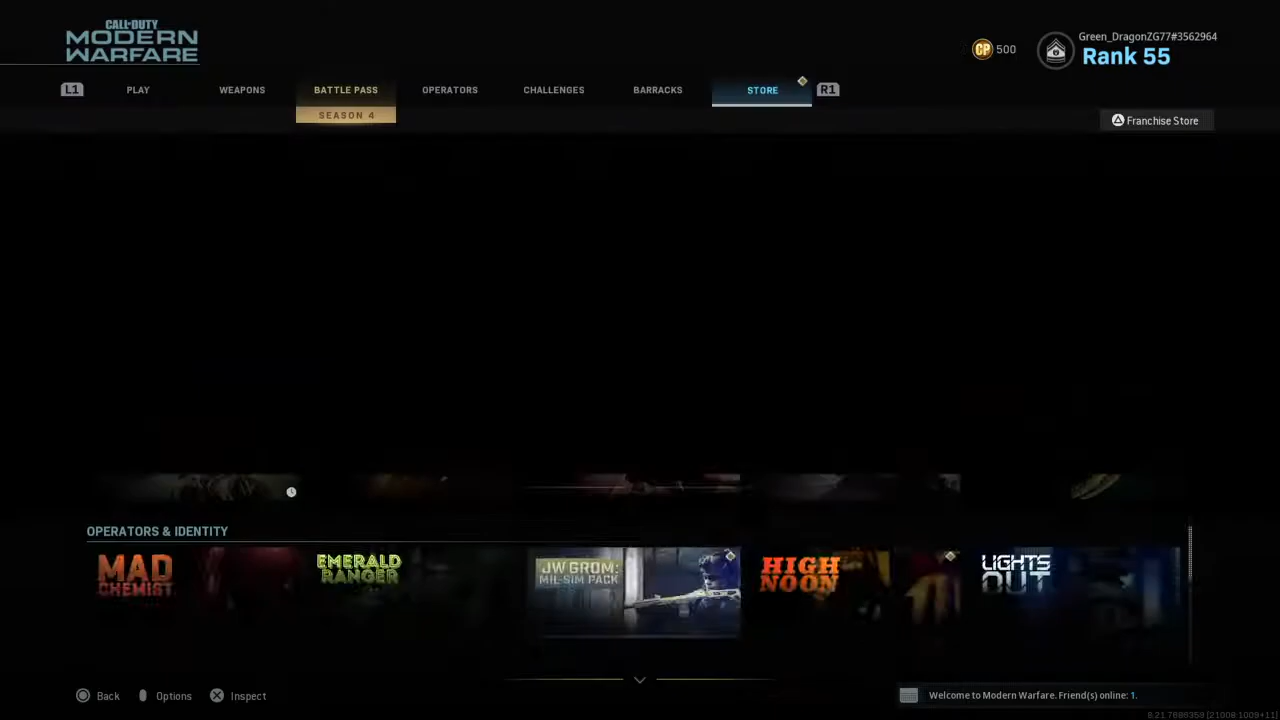 CALL·DUTY
MODERN
WARFARE
CP 500
Green_DragonZG77#3562964
Rank 55
L1 PLAY WEAPONS BATTLE PASS OPERATORS CHALLENGES BARRACKS STORE R1
SEASON 4
Franchise Store
OPERATORS & IDENTITY
MAD
CHEMIST
EMERALD
RANGER
JW GROM:
MIL-SIM PACK
HIGH
NOON
LIGHTS
OUT
Back Options Inspect
Welcome to Modern Warfare. Friend(s) online: 1.